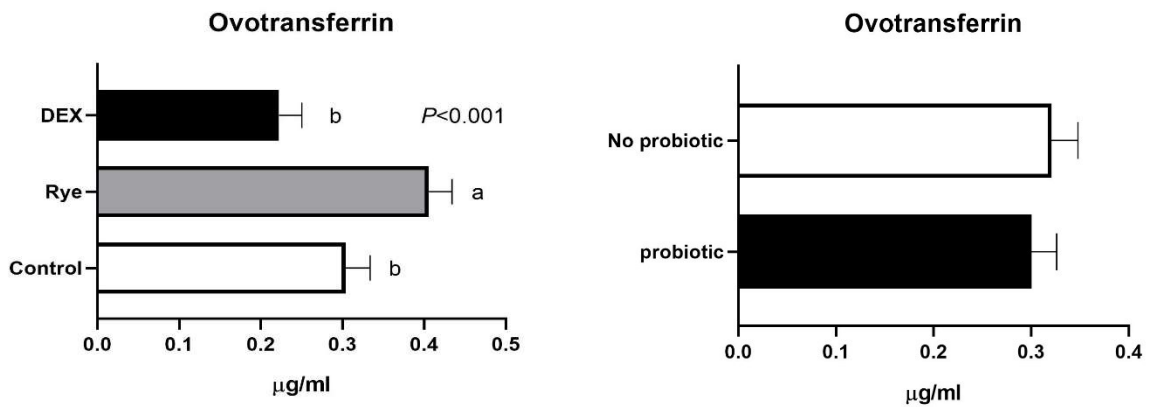 Ovotransferrin
DEX
b
P<0.001
Rye
a
Control
b
0.0 0.1 0.2 0.3 0.4 0.5
μg/ml
Ovotransferrin
No probiotic
probiotic
0.0 0.1 0.2 0.3 0.4
μg/ml